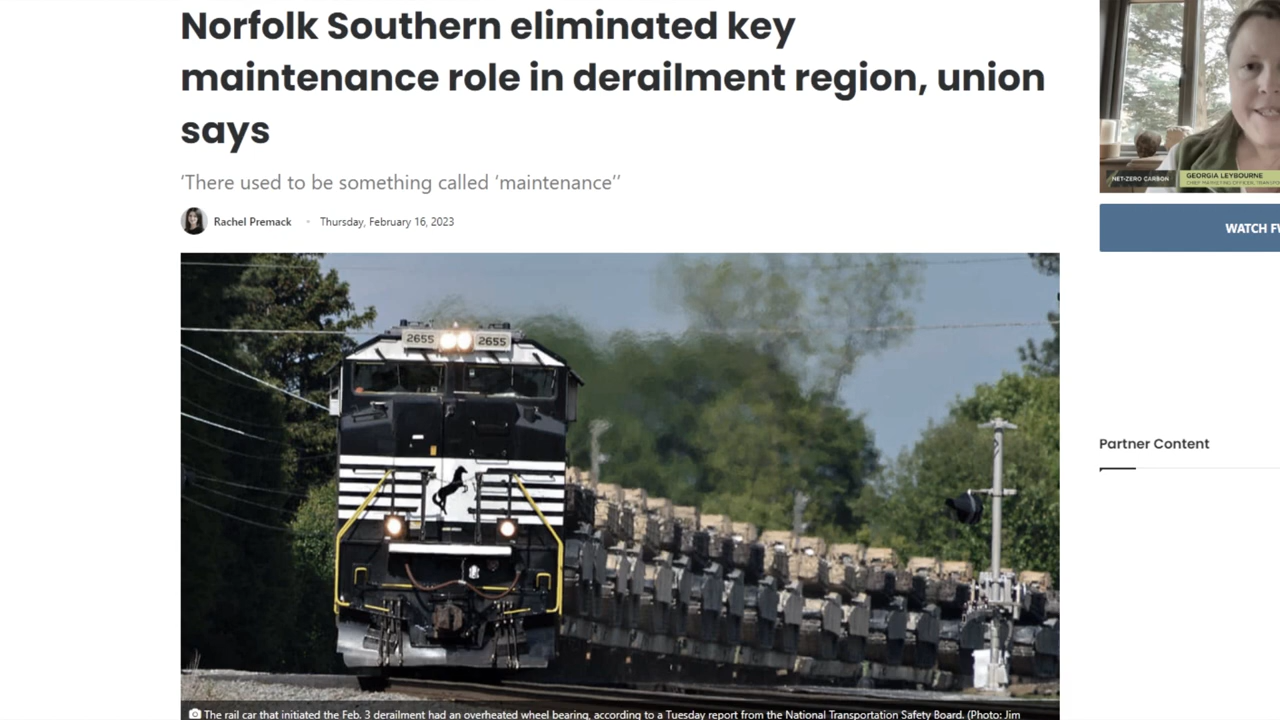 Norfolk Southern eliminated key
maintenance role in derailment region, union
says
‘There used to be something called ‘maintenance’’
Rachel Premack
Thursday, February 16, 2023
NET-ZERO CARBON
GEORGIA LEYBOURNE
CHIEF MARKETING OFFICER,
WATCH
2655 2655
Partner Content
The rail car that initiated the Feb. 3 derailment had an overheated wheel bearing, according to a Tuesday report from the National Transportation Safety Board. (Photo: Jim